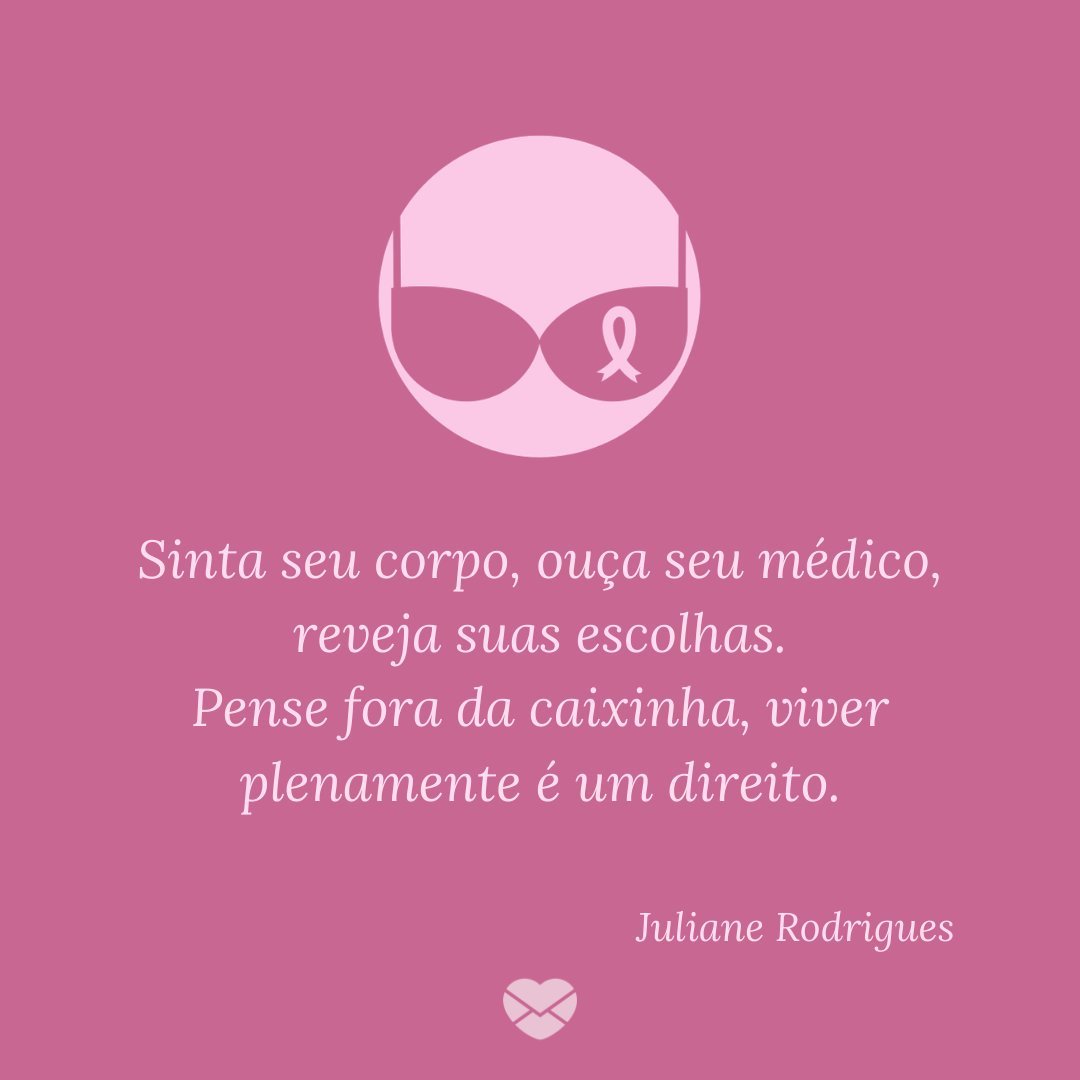 Sinta seu corpo, ouça seu médico,
reveja suas escolhas.
Pense fora da caixinha, viver
plenamente é um direito.
Juliane Rodrigues